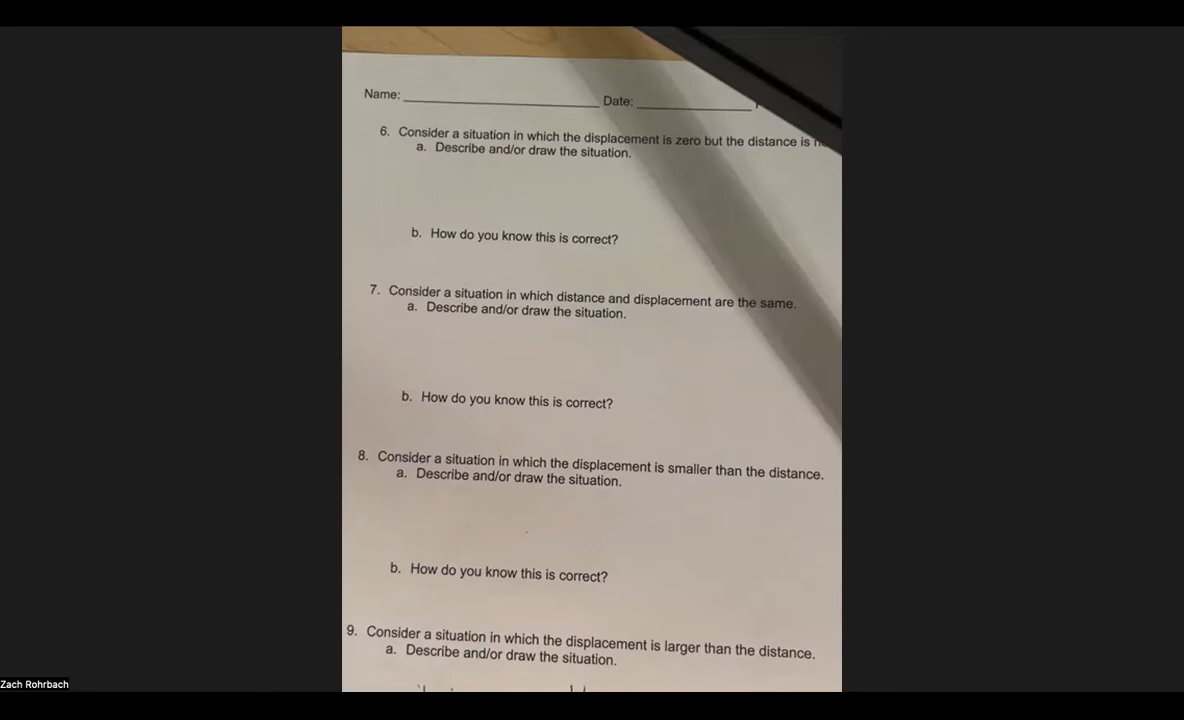 Name: ____ Date: ____
6. Consider a situation in which the displacement is zero but the distance is
a. Describe and/or draw the situation.
b. How do you know this is correct?
7. Consider a situation in which distance and displacement are the same.
a. Describe and/or draw the situation.
b. How do you know this is correct?
8. Consider a situation in which the displacement is smaller than the distance.
a. Describe and/or draw the situation.
b. How do you know this is correct?
9. Consider a situation in which the displacement is larger than the distance.
a. Describe and/or draw the situation.
Zach Rohrbach